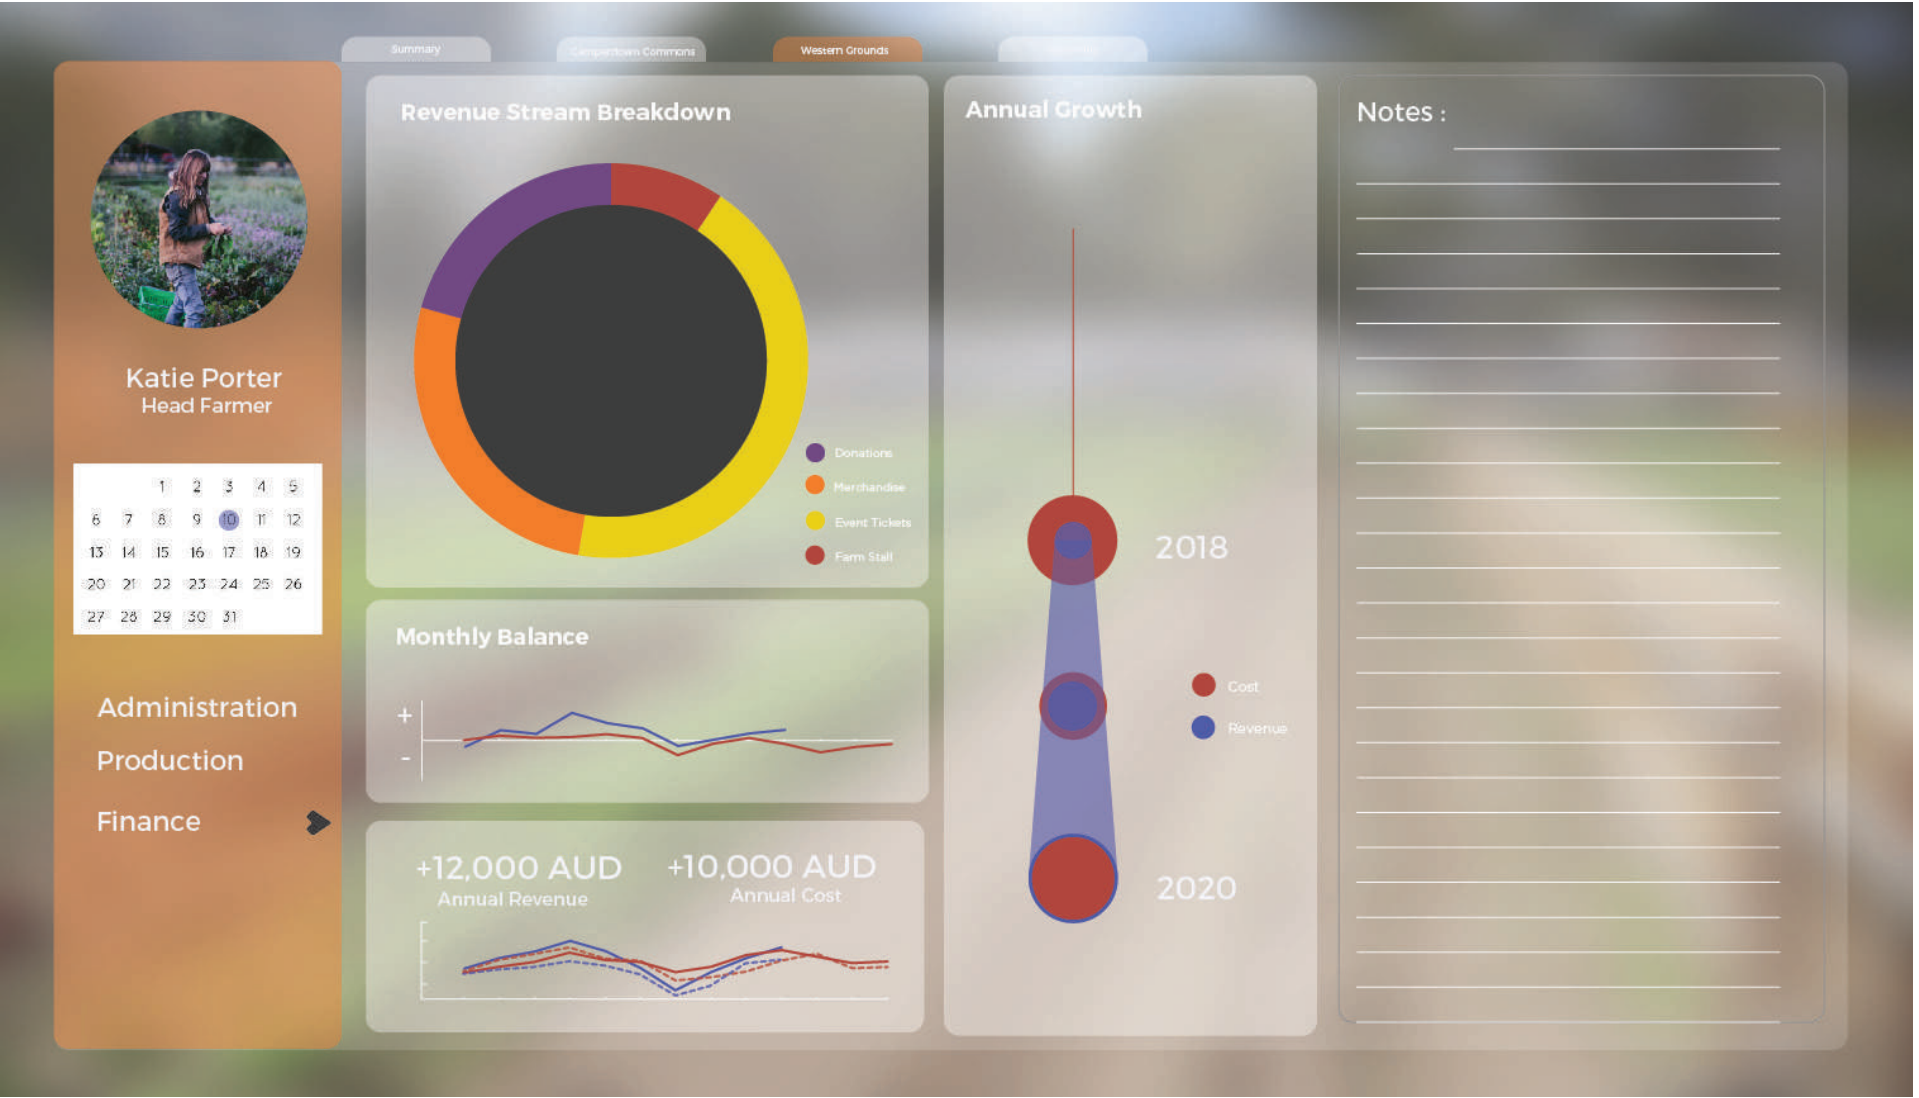 Summary
Camperdown Commons
Western Grounds
Katie Porter
Head Farmer
1 2 3 4 5
6 7 8 9 10 11 12
13 14 15 16 17 18 19
20 21 22 23 24 25 26
27 28 29 30 31
Administration
Production
Finance
Revenue Stream Breakdown
Donations
Merchandise
Event Tickets
Farm Stall
Monthly Balance
+
-
+12,000 AUD
Annual Revenue
+10,000 AUD
Annual Cost
Annual Growth
2018
Cost
Revenue
2020
Notes :